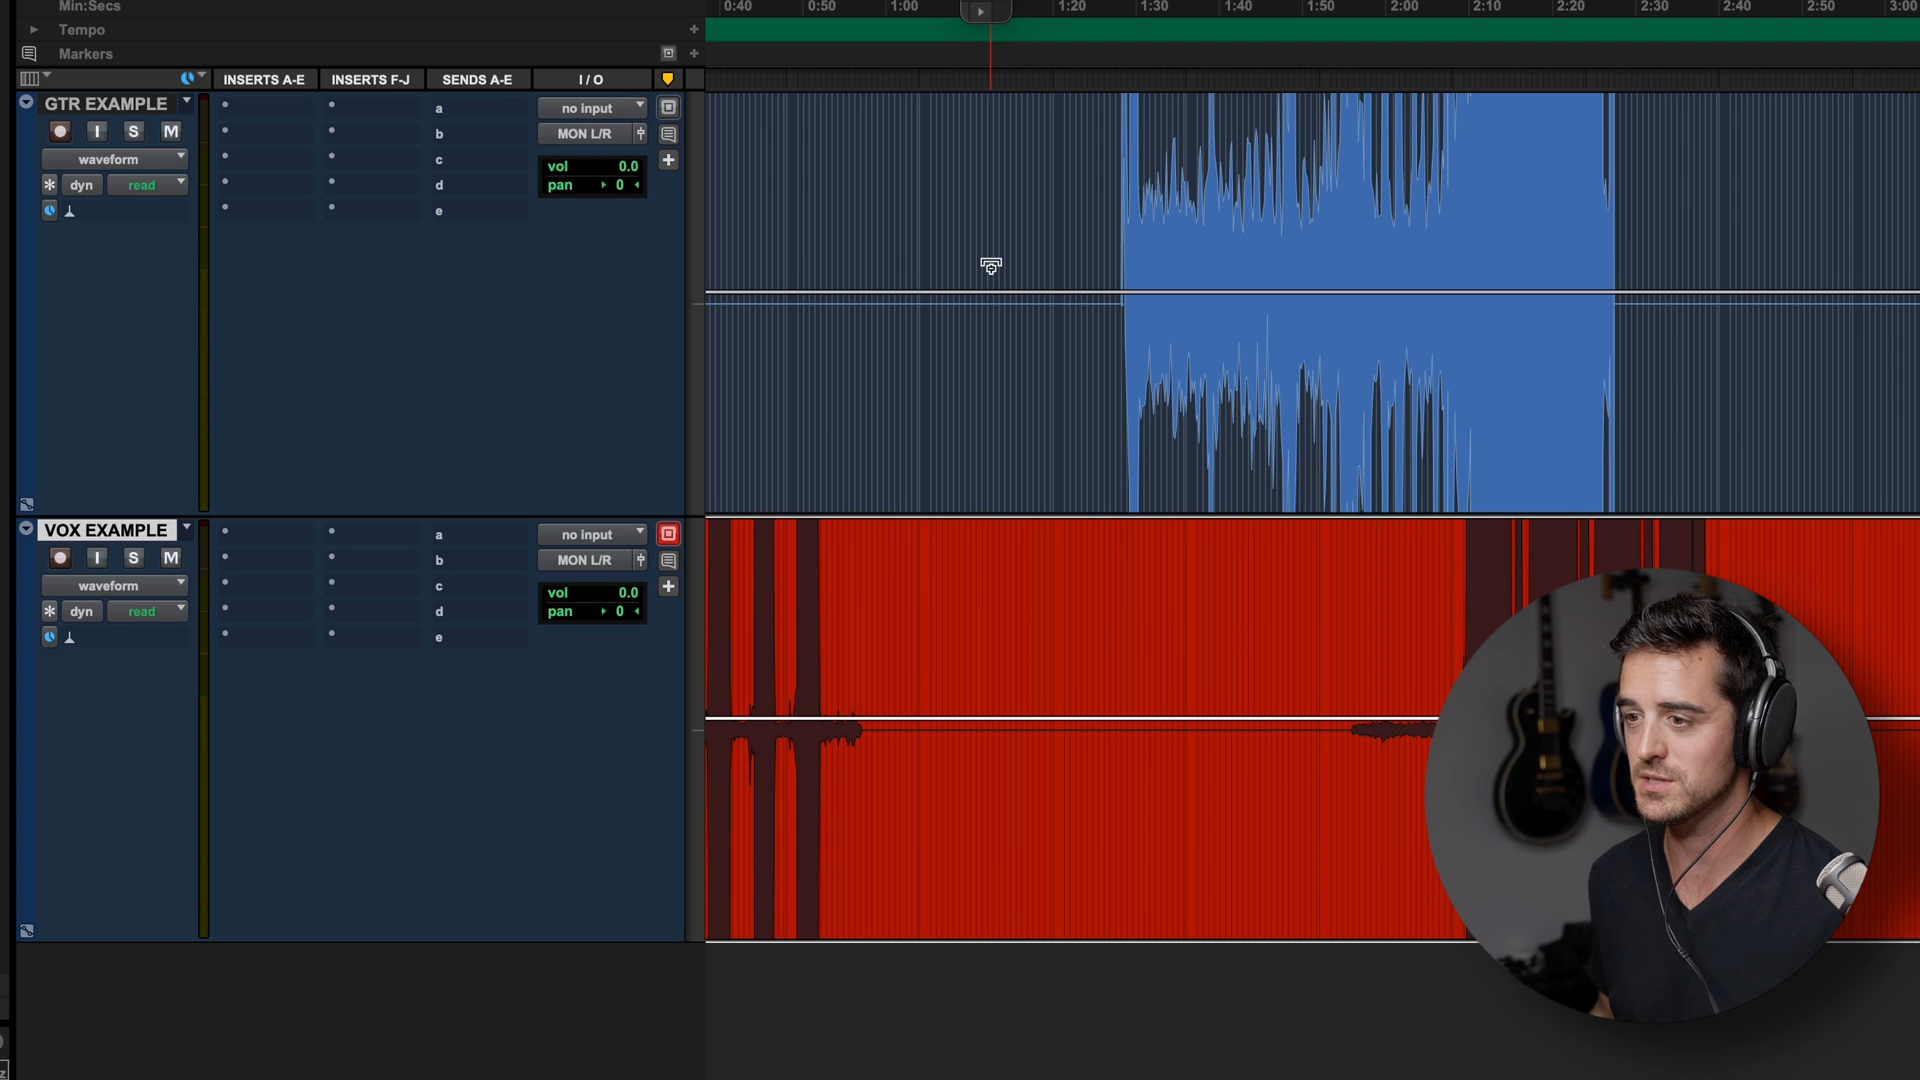 Min:Secs 0:40 0:50 1:00 1:20 1:30 1:40 1:50 2:00 2:10 2:20 2:30 2:40 2:50 3:00
Tempo
Markers
INSERTS A-E INSERTS F-J SENDS A-E I / O
GTR EXAMPLE a no input
I S M b MON L/R
waveform c vol 0.0
dyn read d pan 0
e
VOX EXAMPLE a no input
I S M b MON L/R
waveform c vol 0.0
dyn read d pan 0
e
z